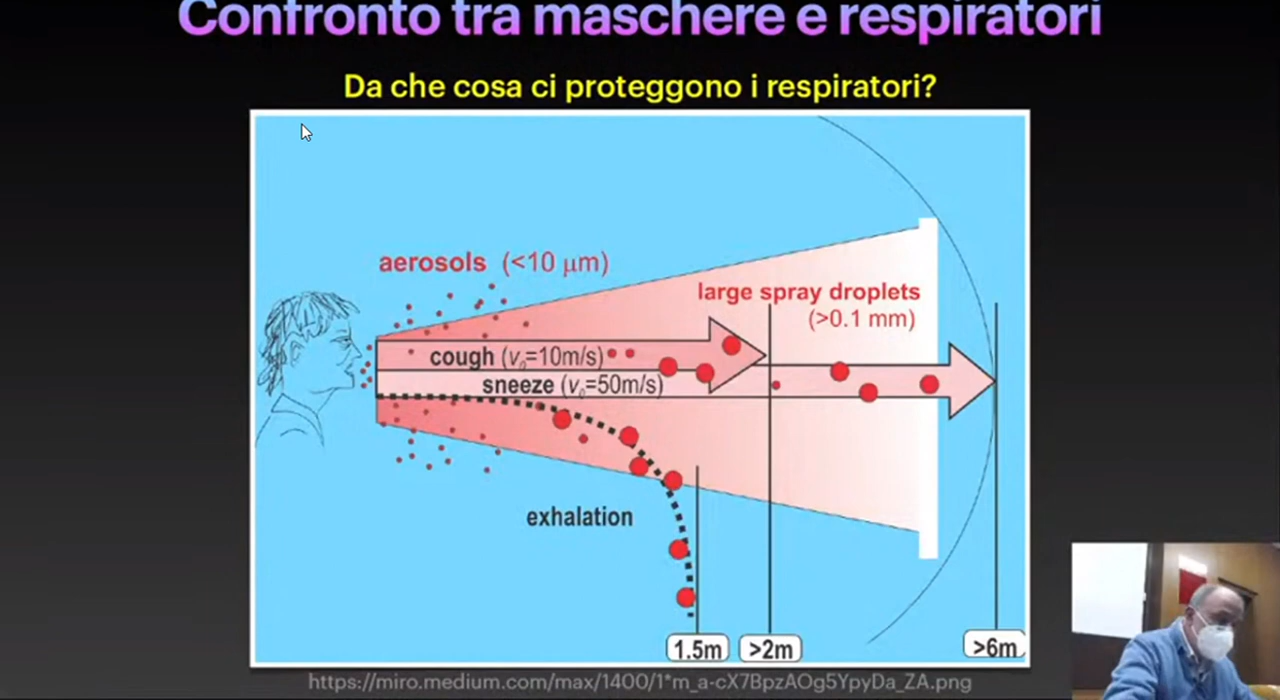 Confronto tra maschere e respiratori
Da che cosa ci proteggono i respiratori?
aerosols (<10 μm)
large spray droplets
(>0.1 mm)
cough (v₀=10m/s)
sneeze (v₀=50m/s)
exhalation
1.5m
>2m
>6m
https://miro.medium.com/max/1400/1*m_a-cX7BpzAOg5YpyDa_ZA.png